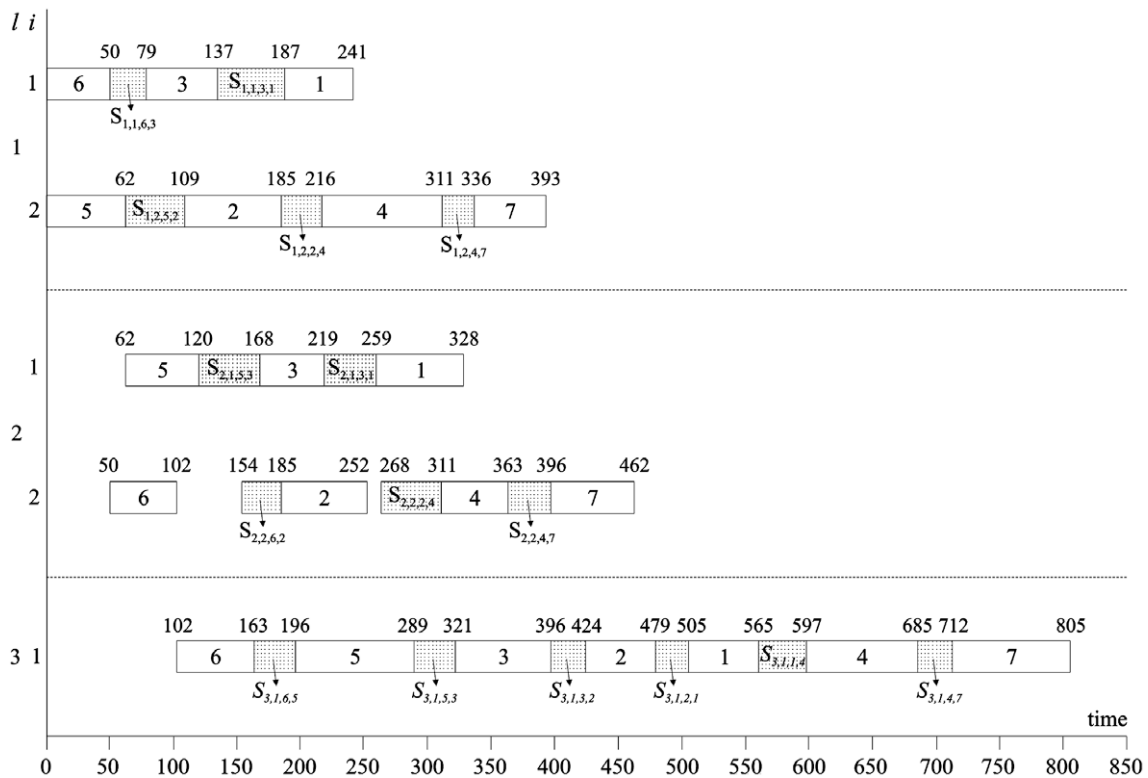 l i
50 79 137 187 241
1 6 3 S1,1,3,1 1
S1,1,6,3
1
62 109 185 216 311 336 393
2 5 S1,2,5,2 2 4 7
S1,2,2,4 S1,2,4,7
62 120 168 219 259 328
1 5 S2,1,5,3 3 S2,1,3,1 1
2
50 102 154 185 252 268 311 363 396 462
2 6 2 S2,2,2,4 4 7
S2,2,6,2 S2,2,4,7
102 163 196 289 321 396 424 479 505 565 597 685 712 805
3 1 6 5 3 2 1 S3,1,1,4 4 7
S3,1,6,5 S3,1,5,3 S3,1,3,2 S3,1,2,1 S3,1,4,7
time
0 50 100 150 200 250 300 350 400 450 500 550 600 650 700 750 800 850